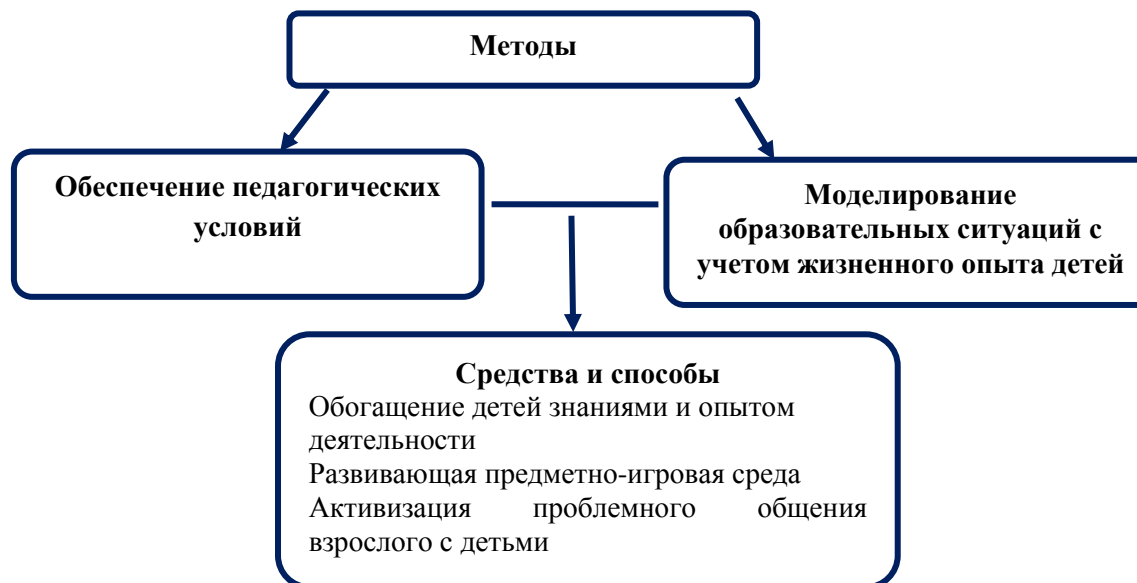 Методы
Обеспечение педагогических
условий
Моделирование
образовательных ситуаций с
учетом жизненного опыта детей
Средства и способы
Обогащение детей знаниями и опытом
деятельности
Развивающая предметно-игровая среда
Активизация проблемного общения
взрослого с детьми